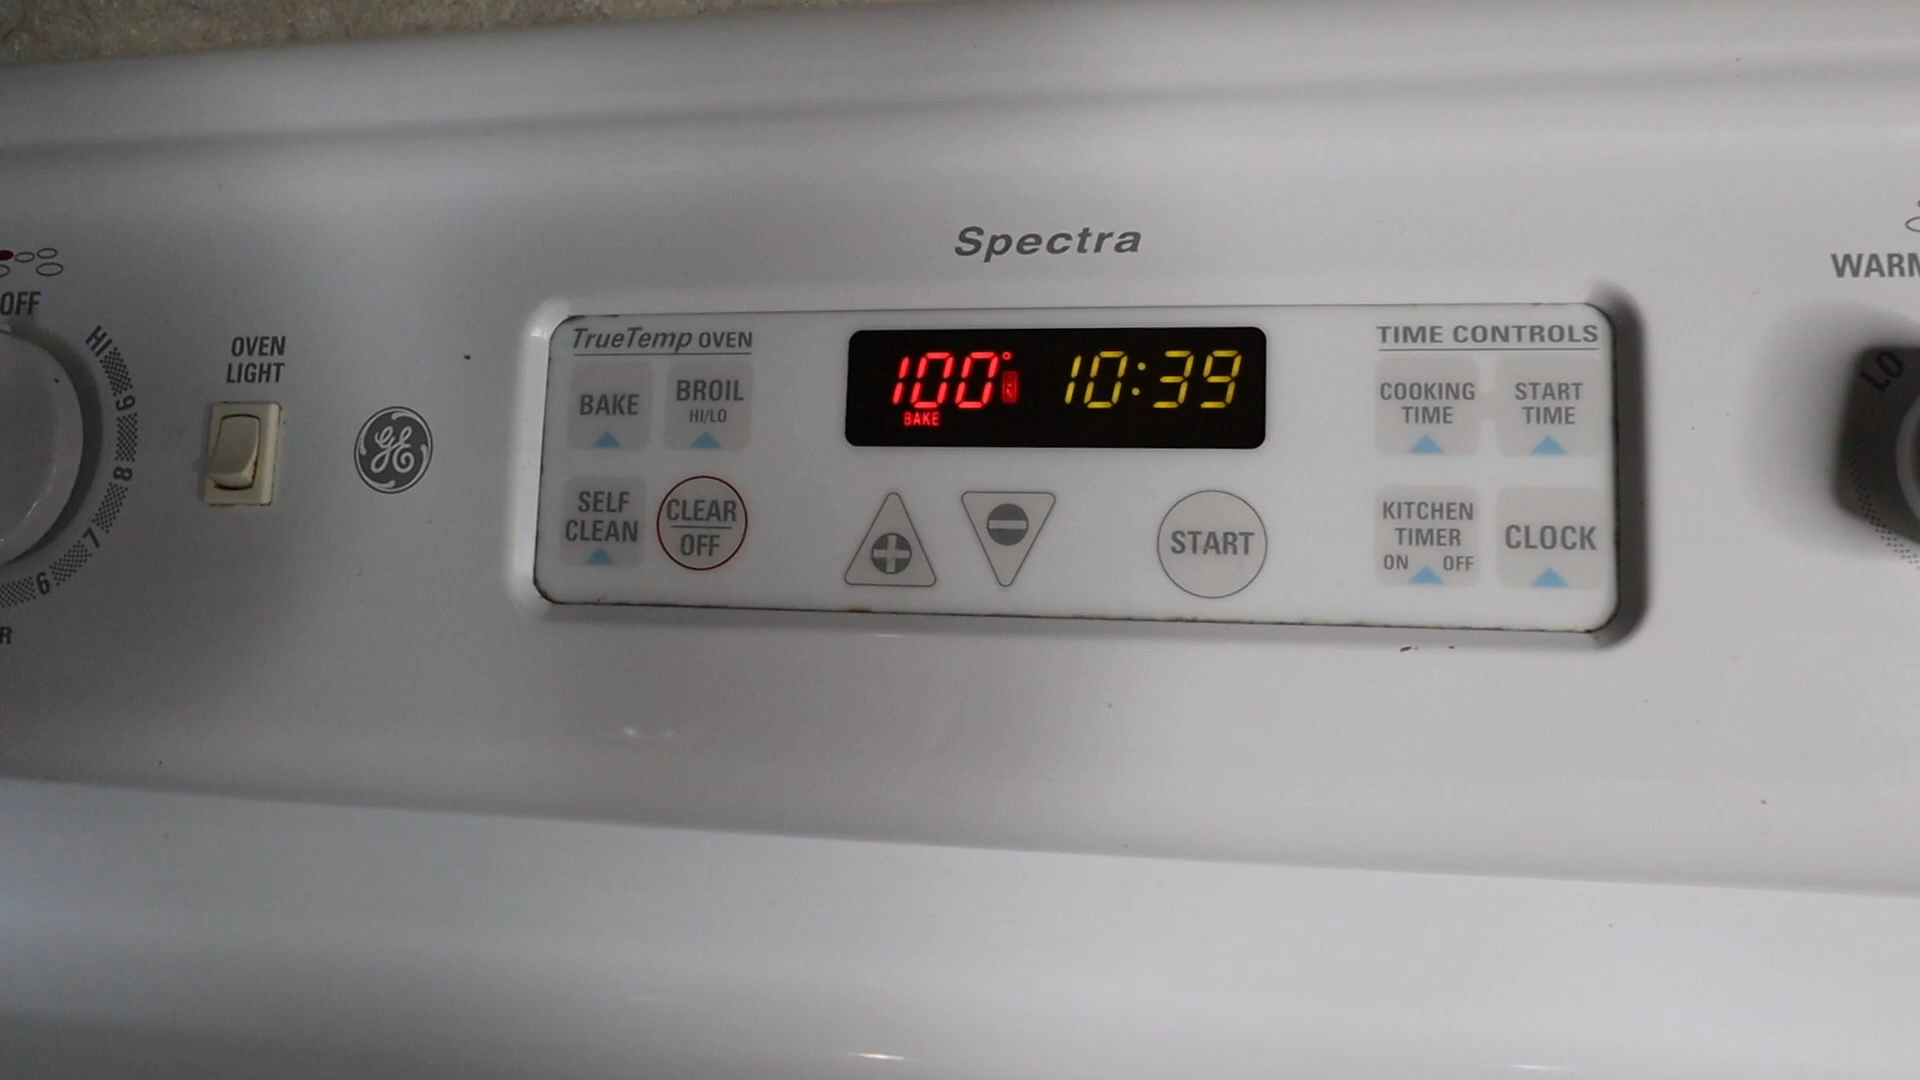 Spectra
OFF
HI
9
8
7
6
R
OVEN
LIGHT
GE
TrueTemp OVEN
BAKE
BROIL
HI/LO
SELF
CLEAN
CLEAR
OFF
100°
BAKE
10:39
START
TIME CONTROLS
COOKING
TIME
START
TIME
KITCHEN
TIMER
ON OFF
CLOCK
WARM
LO